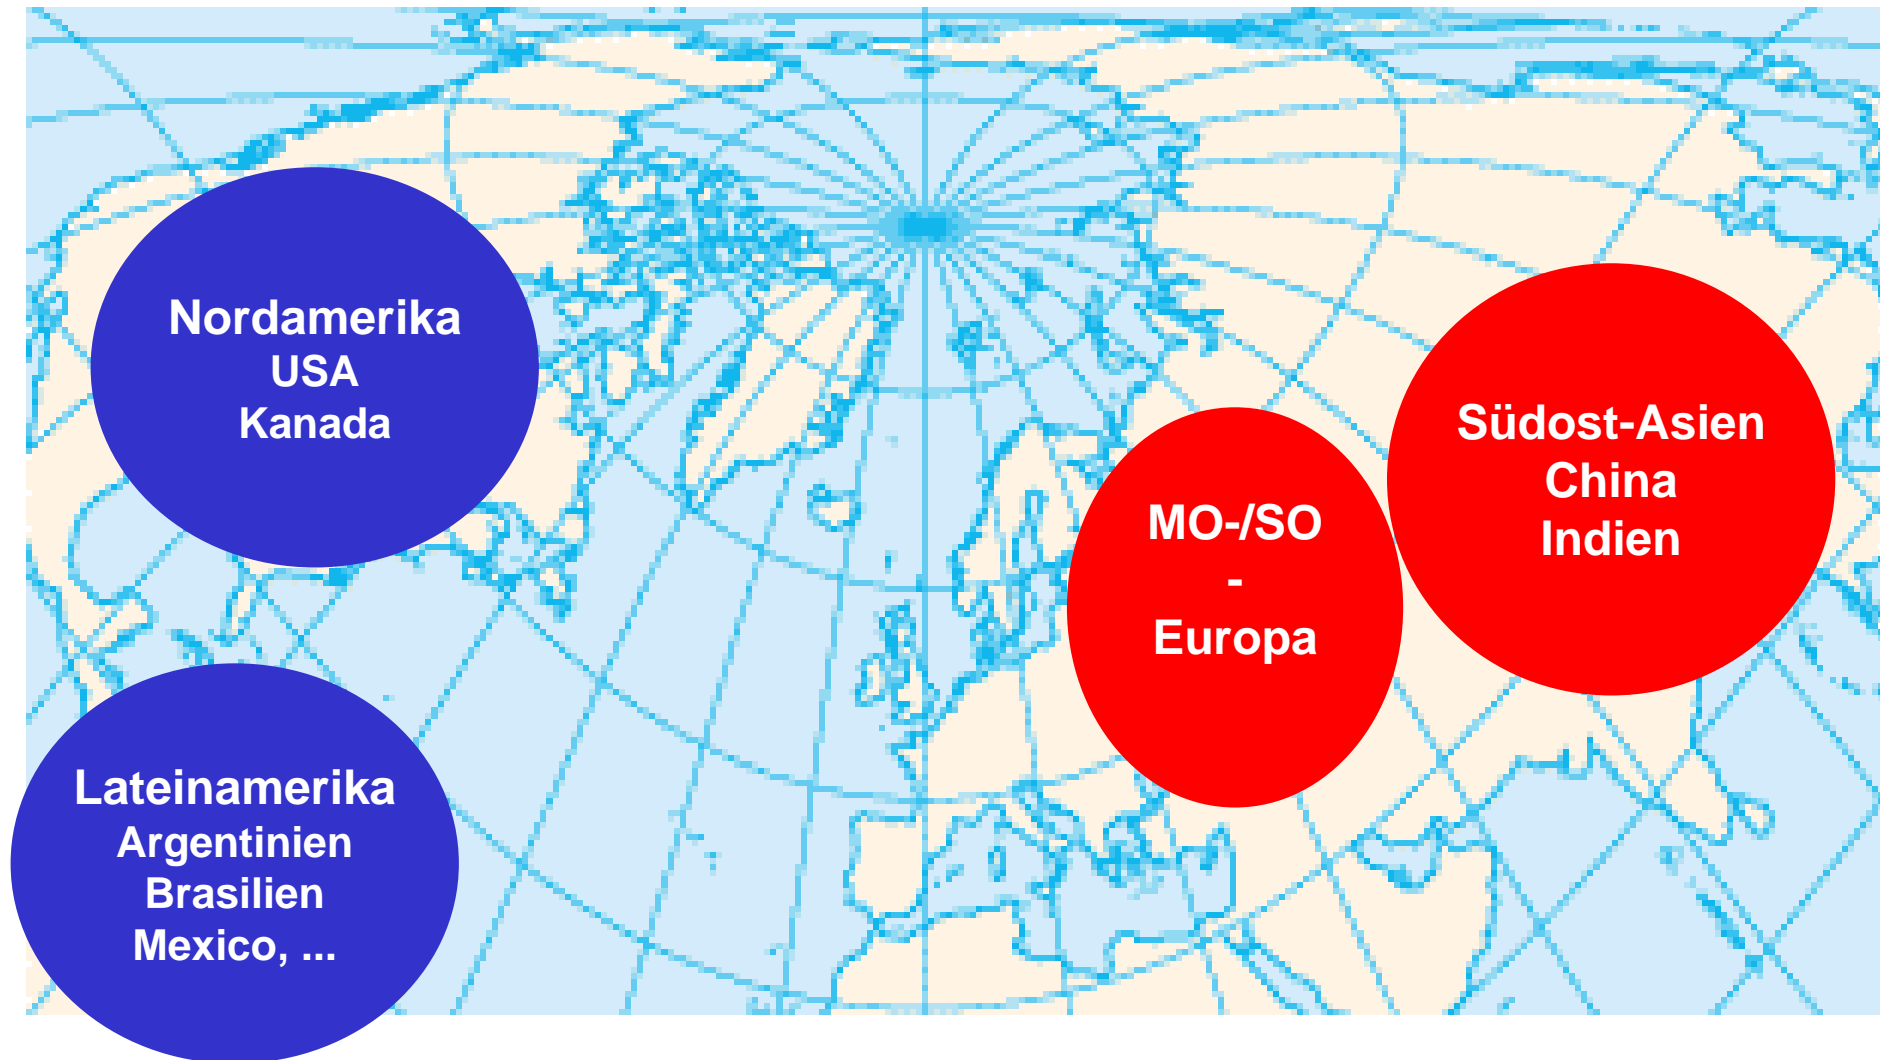 Nordamerika
USA
Kanada
Südost-Asien
China
Indien
MO-/SO
-
Europa
Lateinamerika
Argentinien
Brasilien
Mexico, ...